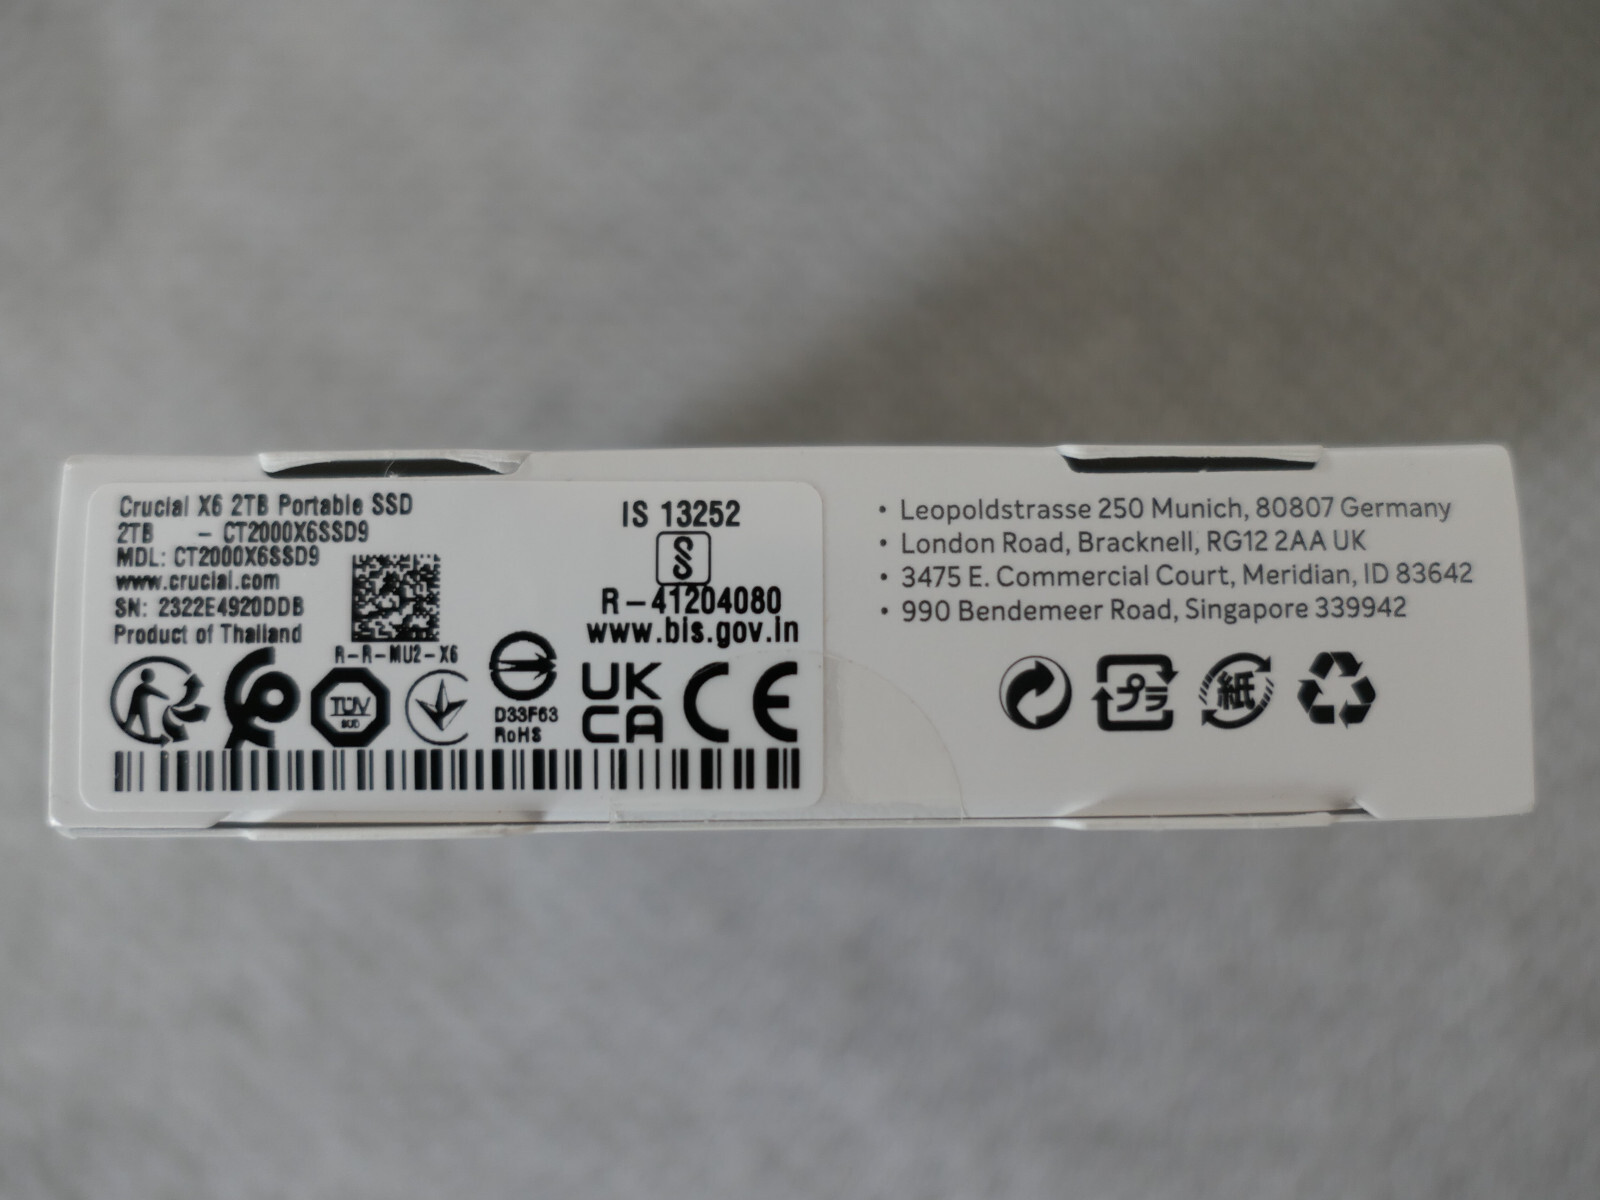 Crucial X6 2TB Portable SSD
2TB - CT2000X6SSD9
MDL: CT2000X6SSD9
www.crucial.com
SN: 2322E4920DDB
Product of Thailand
R-R-MU2-X6
IS 13252
R-41204080
www.bis.gov.in
TÜV
SÜD
D33F63
RoHS
UK
CA
CE
• Leopoldstrasse 250 Munich, 80807 Germany
• London Road, Bracknell, RG12 2AA UK
• 3475 E. Commercial Court, Meridian, ID 83642
• 990 Bendemeer Road, Singapore 339942
プラ
紙